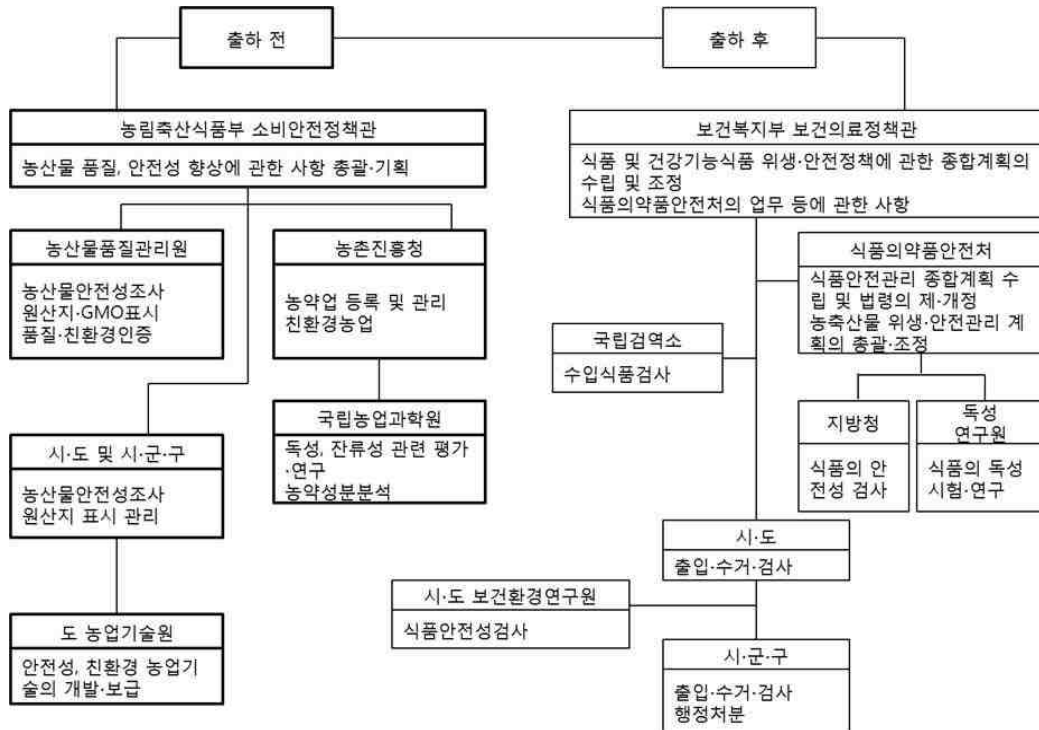 출하 전
출하 후
농림축산식품부 소비안전정책관
농산물 품질, 안전성 향상에 관한 사항 총괄·기획
보건복지부 보건의료정책관
식품 및 건강기능식품 위생·안전정책에 관한 종합계획의
수립 및 조정
식품의약품안전처의 업무 등에 관한 사항
농산물품질관리원
농산물안전성조사
원산지·GMO표시
품질·친환경인증
농촌진흥청
농약업 등록 및 관리
친환경농업
식품의약품안전처
식품안전관리 종합계획 수
립 및 법령의 제·개정
농축산물 위생·안전관리 계
획의 총괄·조정
국립검역소
수입식품검사
국립농업과학원
독성, 잔류성 관련 평가
·연구
농약성분분석
지방청
식품의 안
전성 검사
독성
연구원
식품의 독성
시험·연구
시·도 및 시·군·구
농산물안전성조사
원산지 표시 관리
시·도
출입·수거·검사
시·도 보건환경연구원
식품안전성검사
도 농업기술원
안전성, 친환경 농업기
술의 개발·보급
시·군·구
출입·수거·검사
행정처분